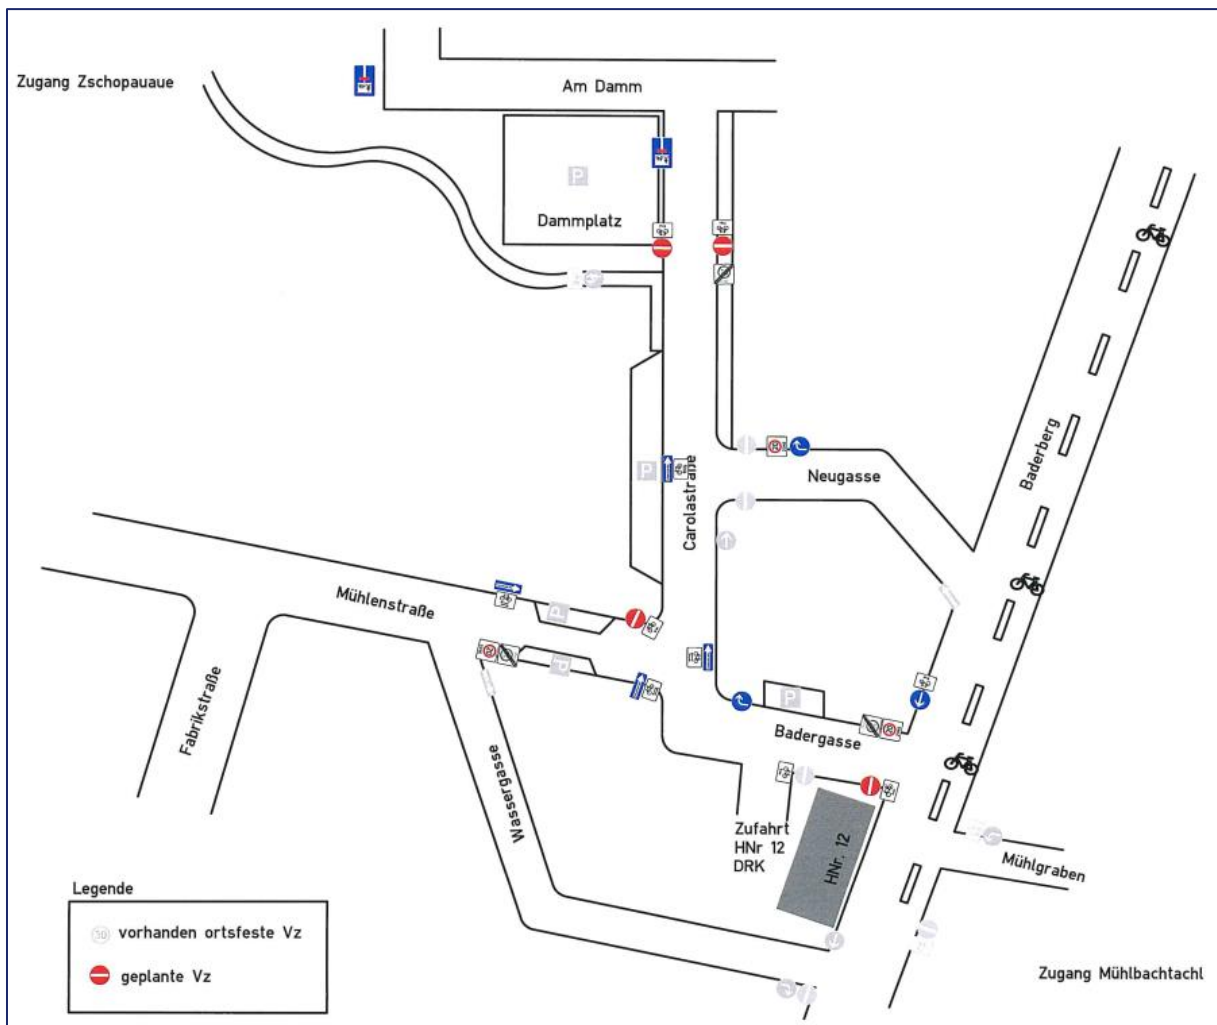 Zugang Zschopauaue
Am Damm
P
Dammplatz
Baderberg
Neugasse
P
Carolastraße
Mühlenstraße
P
P
P
Fabrikstraße
Wassergasse
Badergasse
Zufahrt
HNr 12
DRK
HNr. 12
Mühlgraben
Legende
30 vorhanden ortsfeste Vz
geplante Vz
Zugang Mühlbachtachl